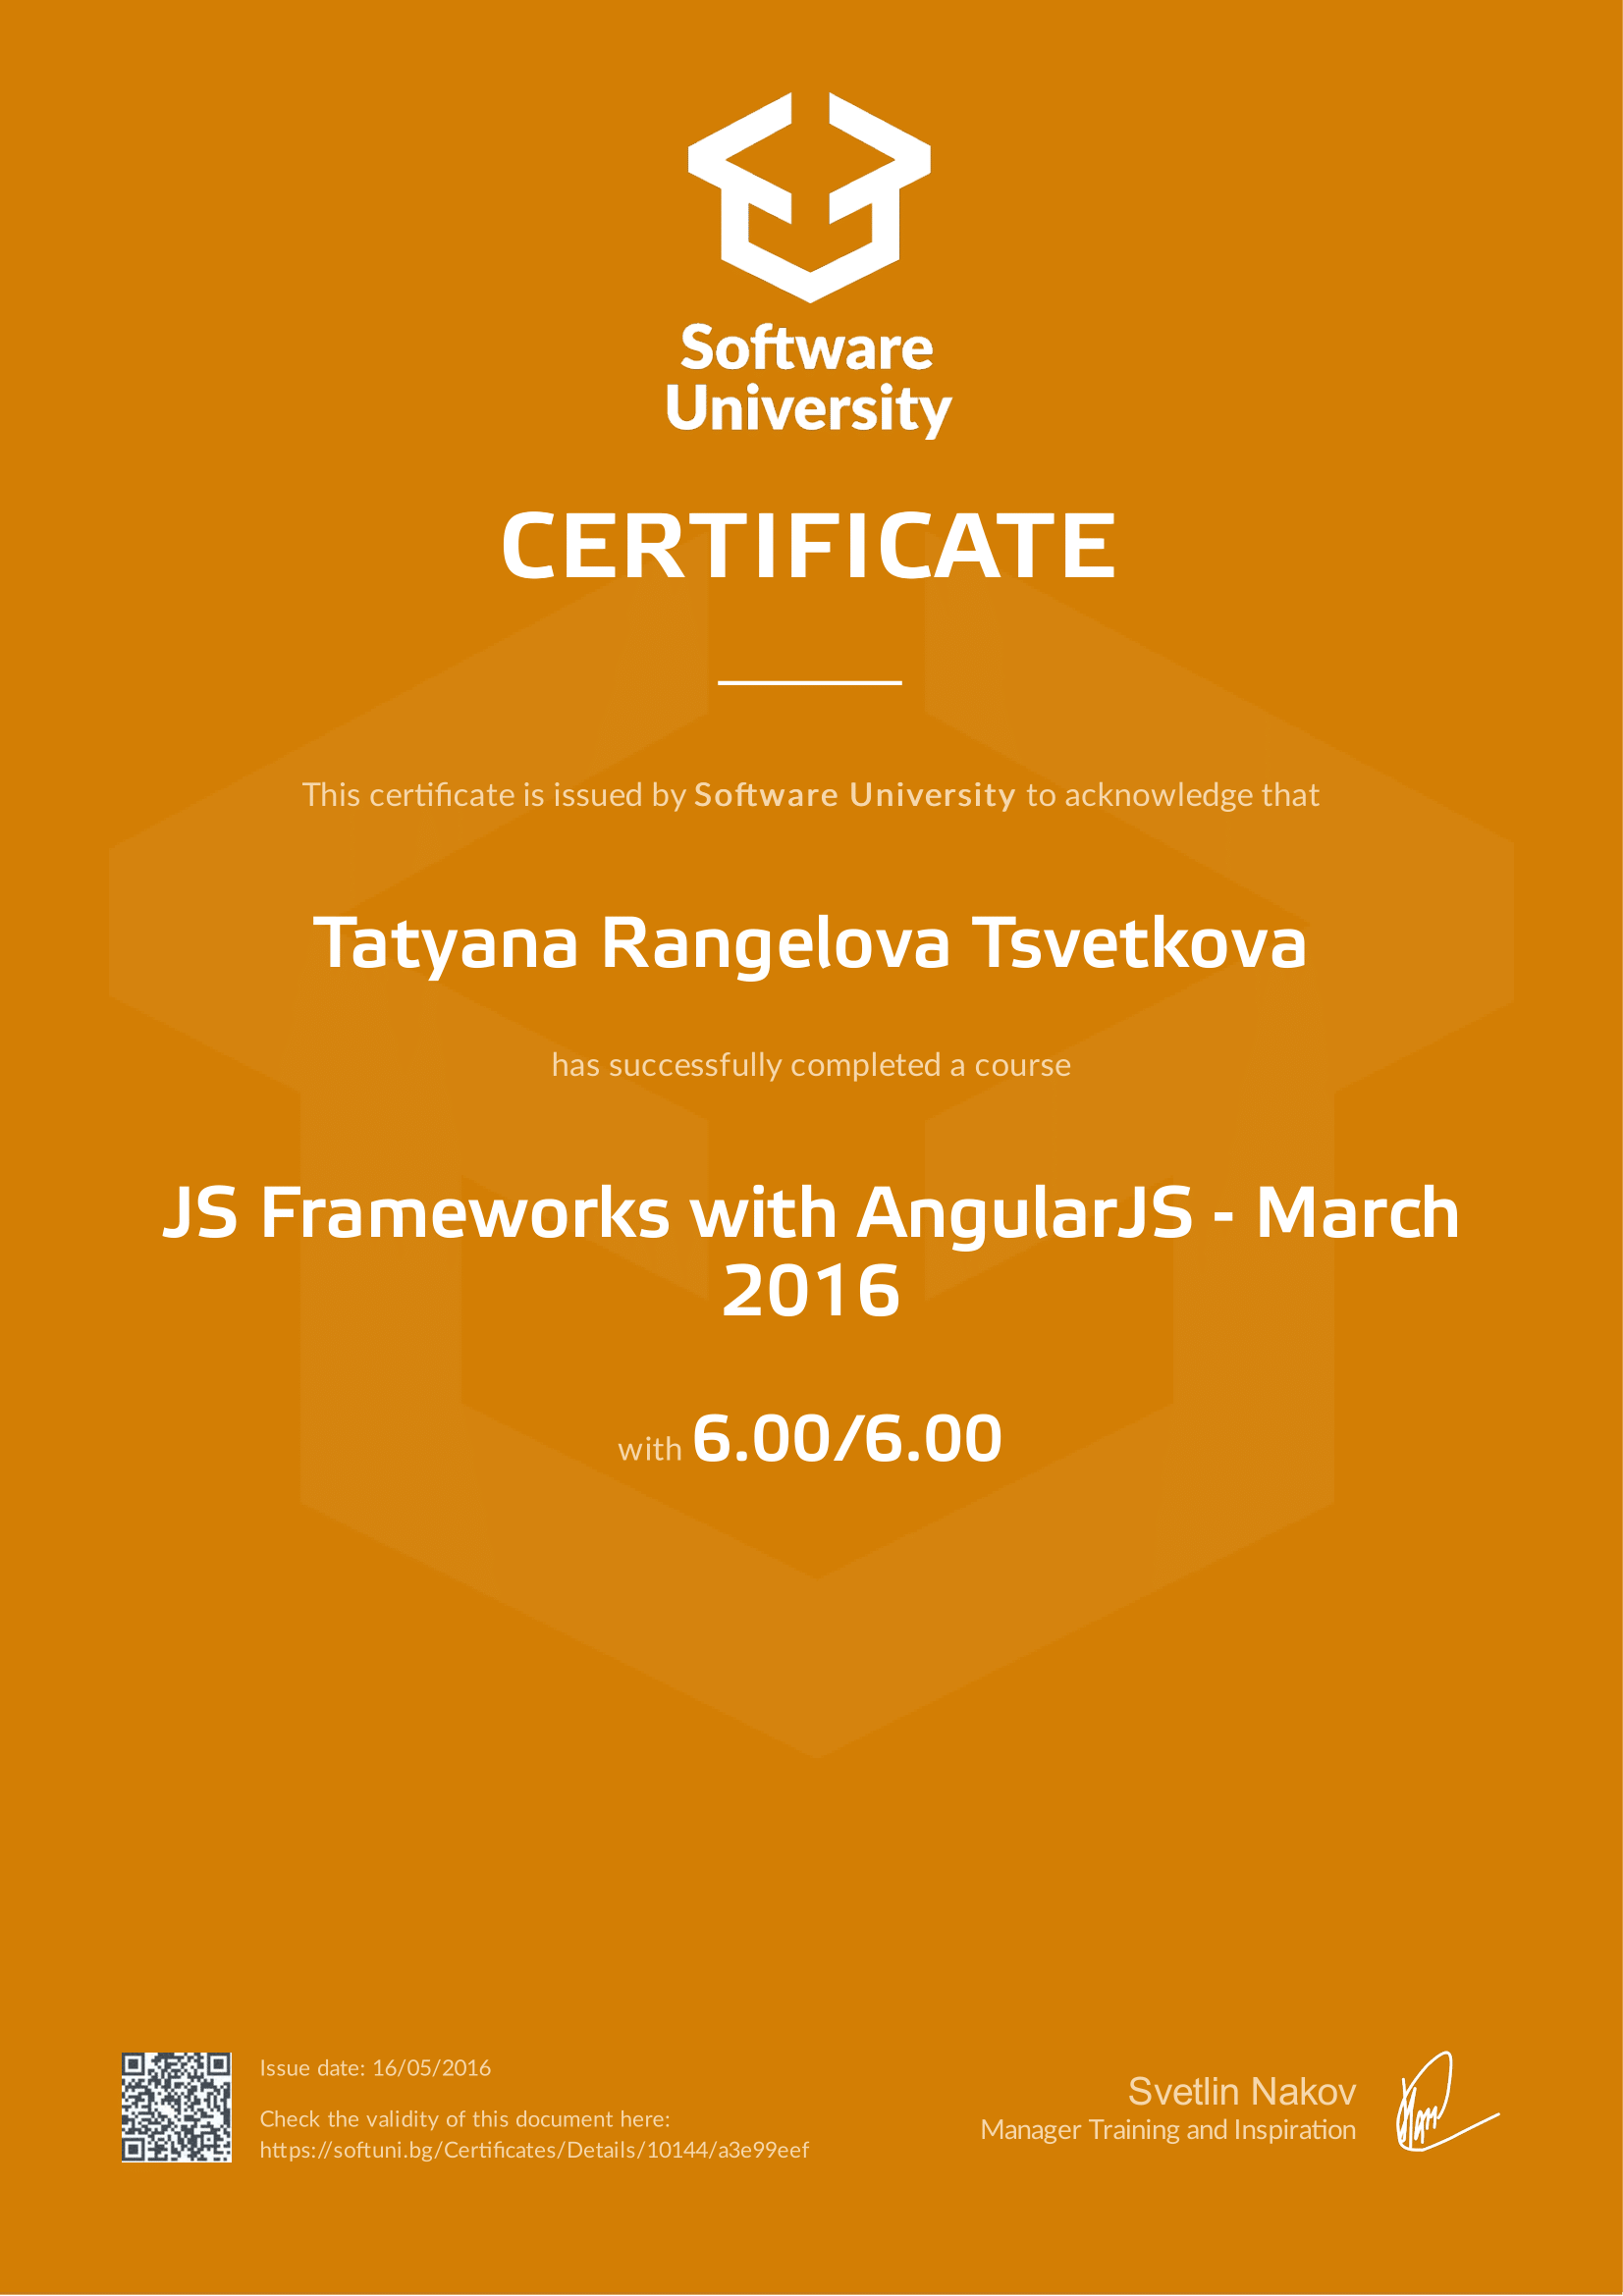 Software
University
CERTIFICATE
This certificate is issued by Software University to acknowledge that
Tatyana Rangelova Tsvetkova
has successfully completed a course
JS Frameworks with AngularJS - March
2016
with 6.00/6.00
Issue date: 16/05/2016
Check the validity of this document here:
https://softuni.bg/Certificates/Details/10144/a3e99eef
Svetlin Nakov
Manager Training and Inspiration